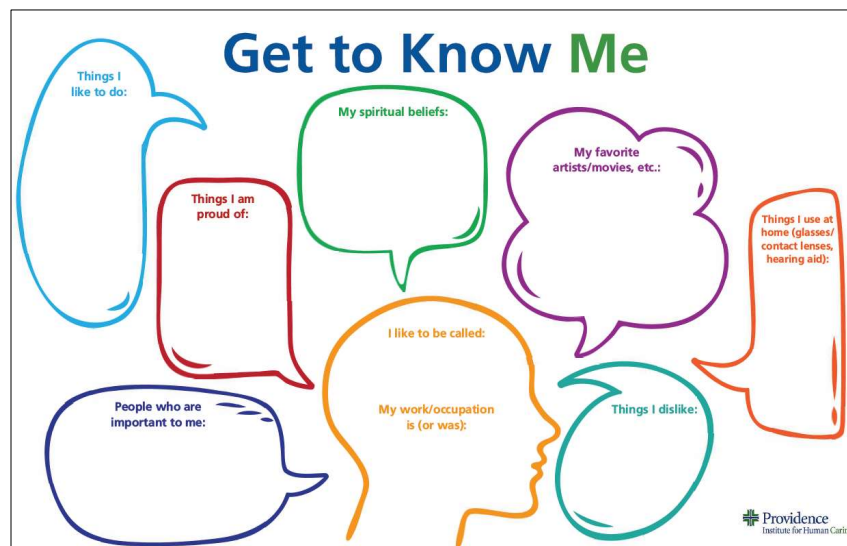 Get to Know Me
Things I
like to do:
My spiritual beliefs:
My favorite
artists/movies, etc.:
Things I am
proud of:
Things I use at
home (glasses/
contact lenses,
hearing aid):
I like to be called:
People who are
important to me:
My work/occupation
is (or was):
Things I dislike:
Providence
Institute for Human Carin